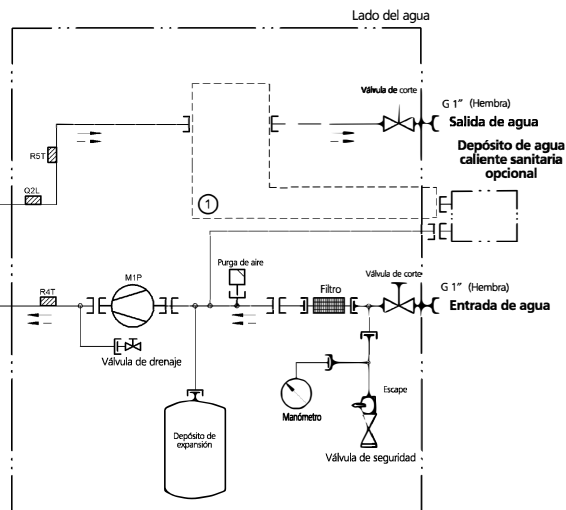 Lado del agua
Válvula de corte
G 1" (Hembra)
Salida de agua
R5T
Depósito de agua
caliente sanitaria
opcional
Q2L
1
Purga de aire
M1P
R4T
Filtro
Válvula de corte
G 1" (Hembra)
Entrada de agua
Válvula de drenaje
Manómetro
Escape
Depósito de
expansión
Válvula de seguridad